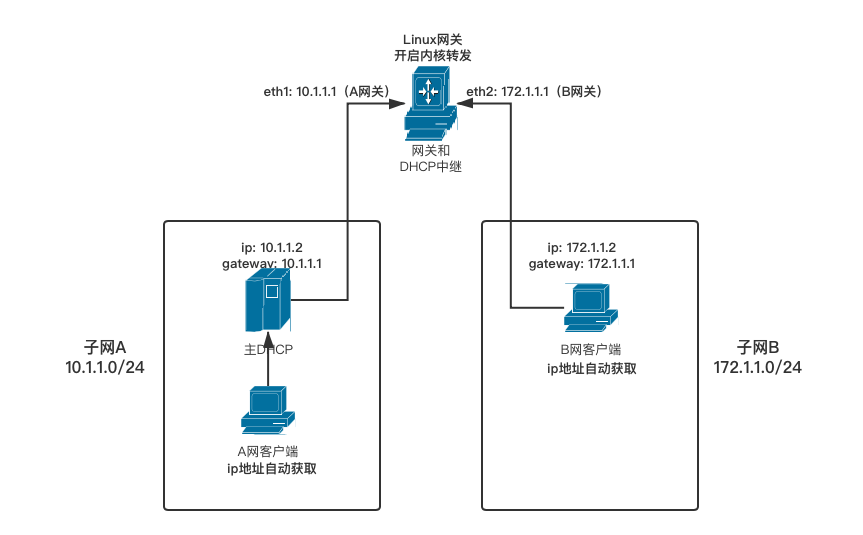 Linux网关
开启内核转发
eth1: 10.1.1.1（A网关）
eth2: 172.1.1.1（B网关）
网关和
DHCP中继
ip: 10.1.1.2
gateway: 10.1.1.1
主DHCP
子网A
10.1.1.0/24
A网客户端
ip地址自动获取
ip: 172.1.1.2
gateway: 172.1.1.1
B网客户端
ip地址自动获取
子网B
172.1.1.0/24